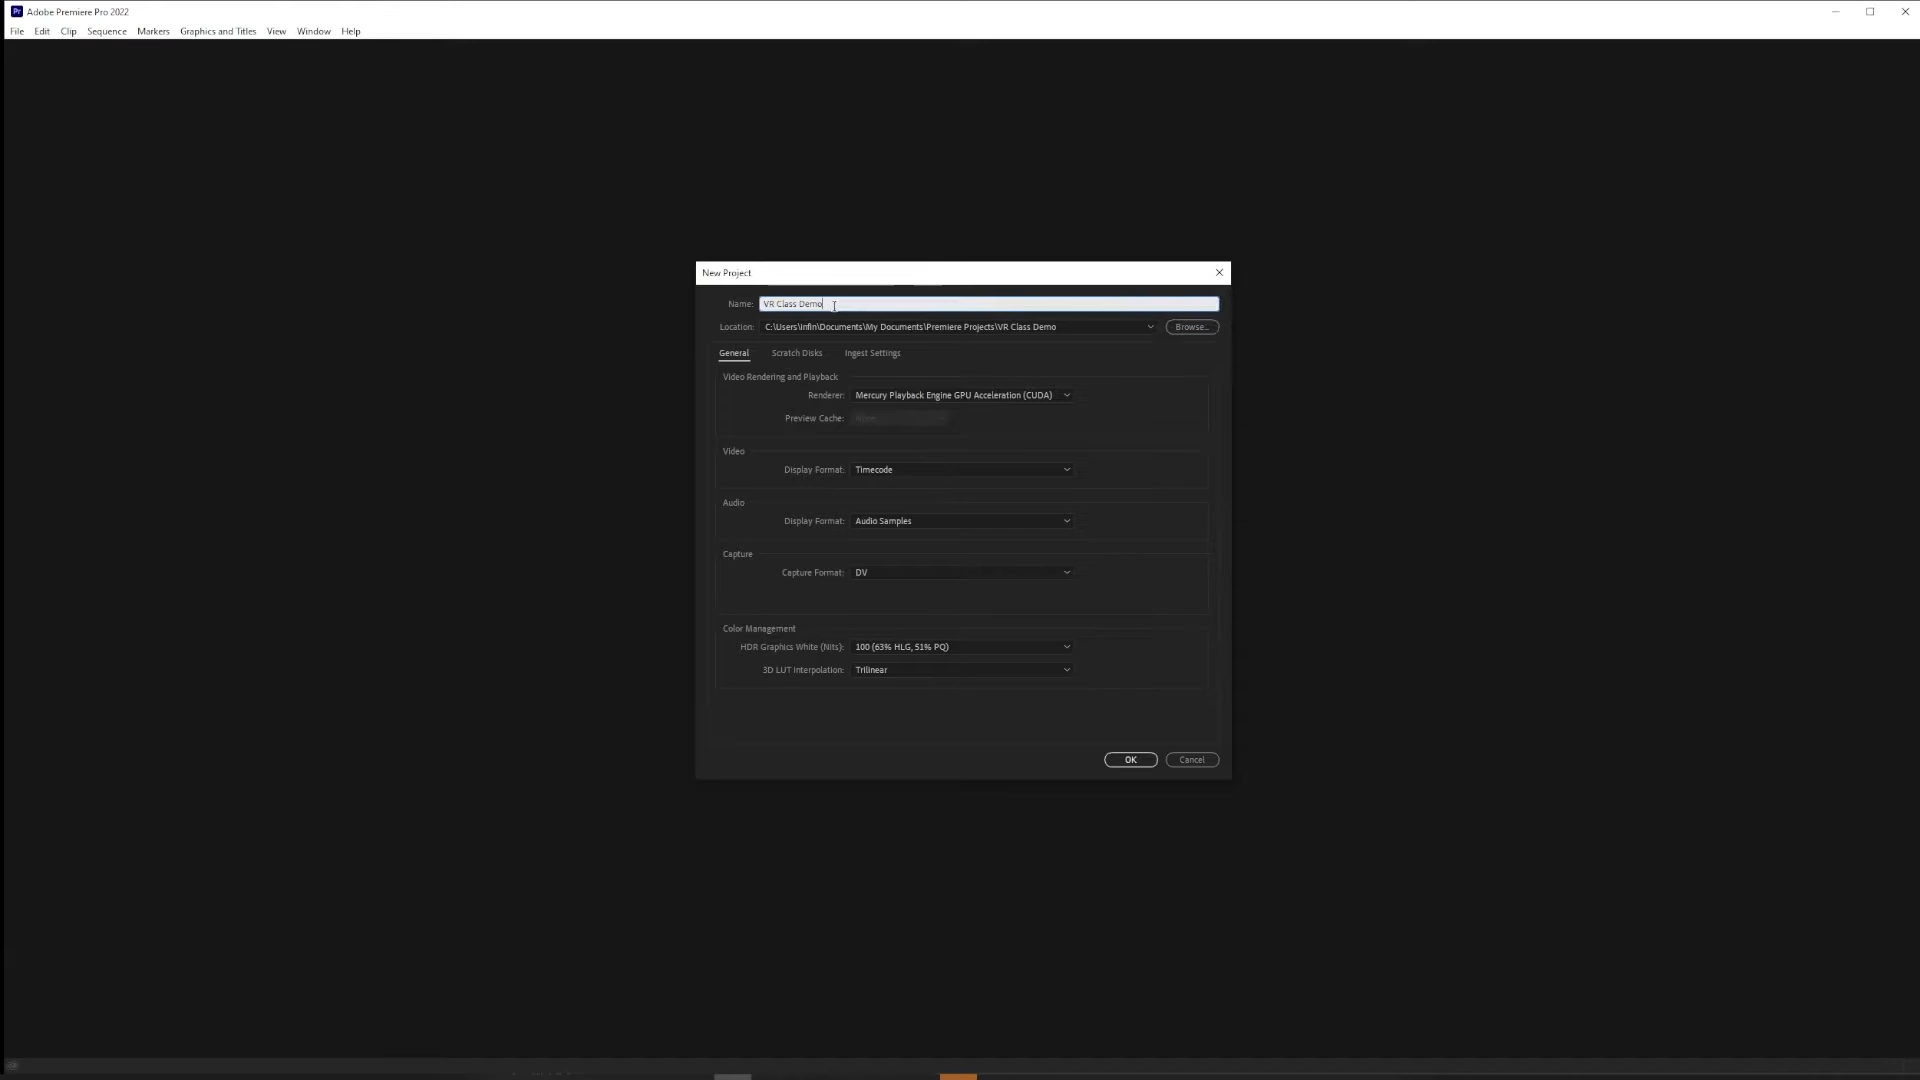 Adobe Premiere Pro 2022
File Edit Clip Sequence Markers Graphics and Titles View Window Help
New Project
Name: VR Class Demo
Location: C:\Users\infin\Documents\My Documents\Premiere Projects\VR Class Demo Browse...
General Scratch Disks Ingest Settings
Video Rendering and Playback
Renderer: Mercury Playback Engine GPU Acceleration (CUDA)
Preview Cache: None
Video
Display Format: Timecode
Audio
Display Format: Audio Samples
Capture
Capture Format: DV
Color Management
HDR Graphics White (Nits): 100 (63% HLG, 51% PQ)
3D LUT Interpolation: Trilinear
OK Cancel